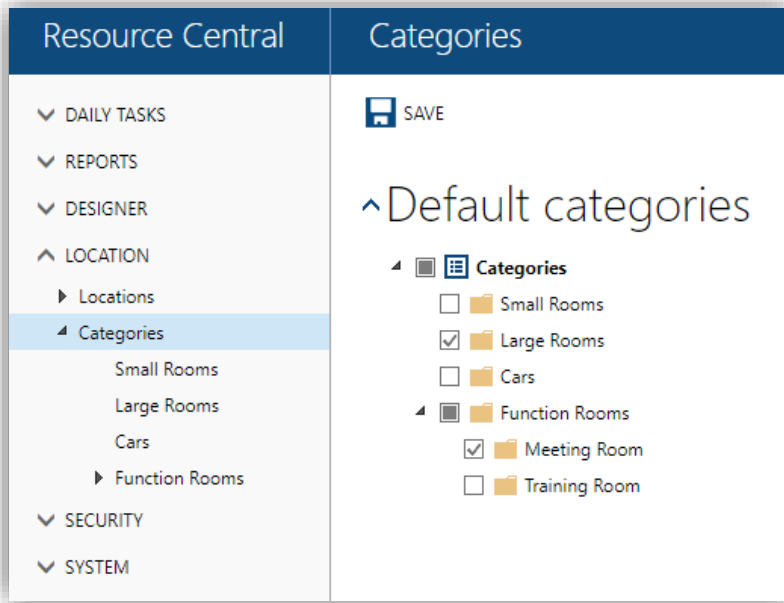 Resource Central
DAILY TASKS
REPORTS
DESIGNER
LOCATION
Locations
Categories
Small Rooms
Large Rooms
Cars
Function Rooms
SECURITY
SYSTEM
Categories
SAVE
Default categories
Categories
Small Rooms
Large Rooms
Cars
Function Rooms
Meeting Room
Training Room